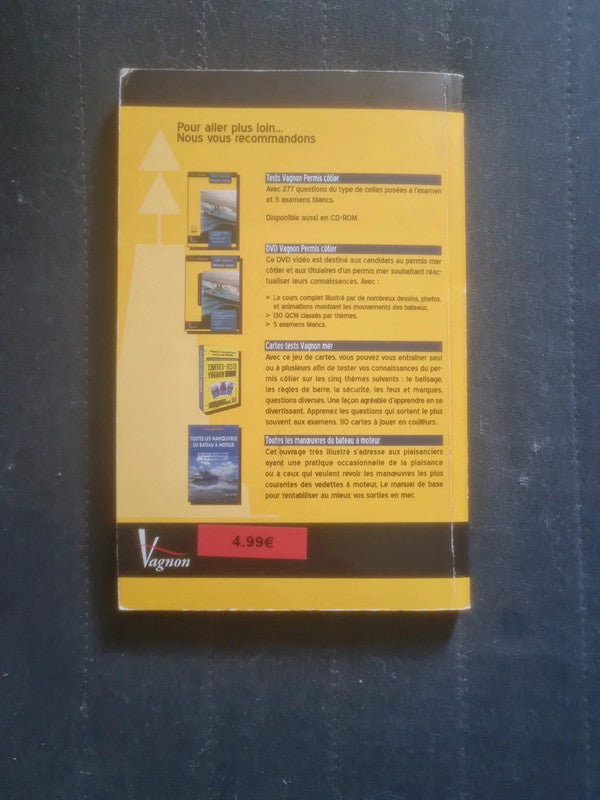 Pour aller plus loin...
Nous vous recommandons
Tests Vagnon Permis côtier
Avec 277 questions du type de celles posées à l'examen
et 5 examens blancs.
Disponible aussi en CD-ROM.
DVD Vagnon Permis côtier
Ce DVD vidéo est destiné aux candidats au permis mer
côtier et aux titulaires d'un permis mer souhaitant réac-
tualiser leurs connaissances. Avec :
> Le cours complet illustré par de nombreux dessins, photos,
et animations montrant les mouvements des bateaux,
> 130 QCM classés par thèmes.
> 5 examens blancs.
CARTES-TESTS
VAGNON
Cartes-tests Vagnon mer
Avec ce jeu de cartes, vous pouvez vous entraîner seul
ou à plusieurs afin de tester vos connaissances du per-
mis côtier sur les cinq thèmes suivants : le balisage,
les règles de barre, la sécurité, les feux et marques,
questions diverses. Une façon agréable d'apprendre en se
divertissant. Apprenez les questions qui sortent le plus
souvent aux examens. 110 cartes à jouer en couleurs.
TOUTES LES MANŒUVRES
DU BATEAU À MOTEUR
Toutes les manœuvres du bateau à moteur
Cet ouvrage très illustré s'adresse aux plaisanciers
ayant une pratique occasionnelle de la plaisance
ou à ceux qui veulent revoir les manœuvres les plus
courantes des vedettes à moteur. Le manuel de base
pour rentabiliser au mieux vos sorties en mer.
Vagnon
4.99€